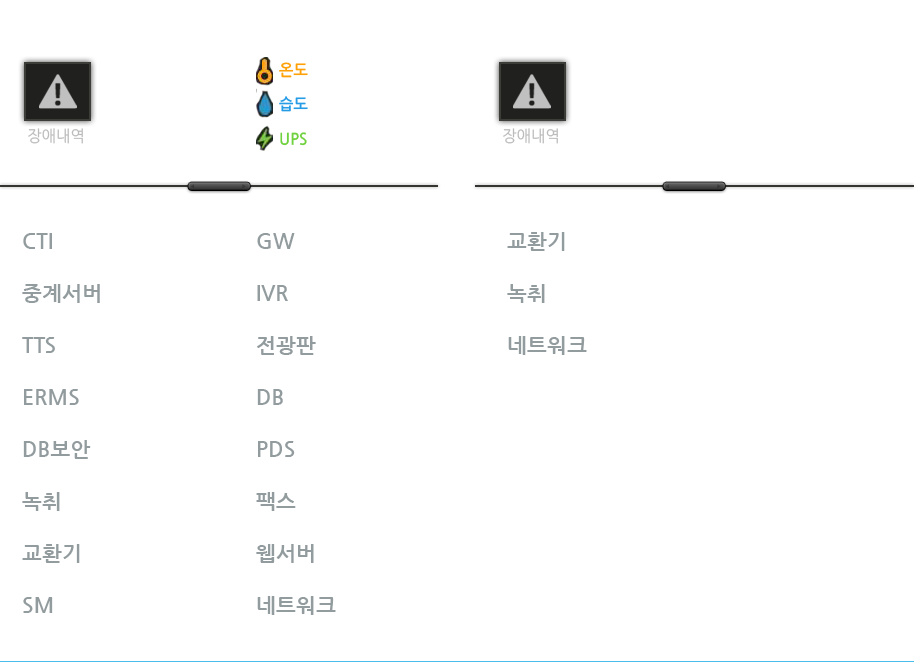 장애내역
온도
습도
UPS
장애내역
CTI
GW
중계서버
IVR
TTS
전광판
ERMS
DB
DB보안
PDS
녹취
팩스
교환기
웹서버
SM
네트워크
교환기
녹취
네트워크